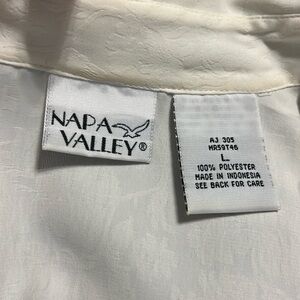 NAPA
VALLEY®
AJ 305
MR59T46
L
100% POLYESTER
MADE IN INDONESIA
SEE BACK FOR CARE